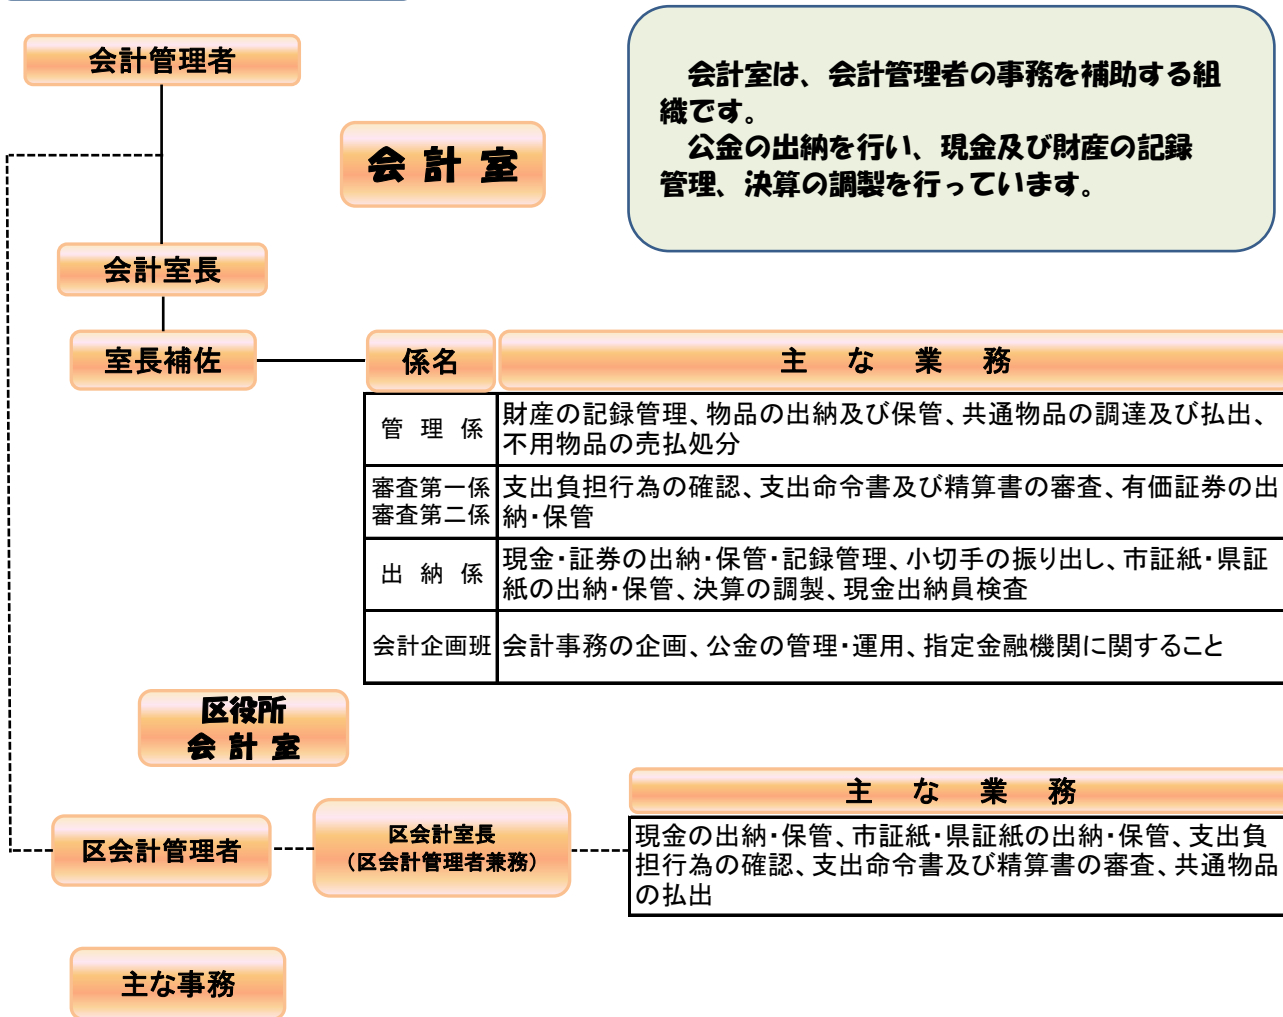 会計管理者
会計室は、会計管理者の事務を補助する組
織です。
公金の出納を行い、現金及び財産の記録
管理、決算の調製を行っています。
会計室
会計室長
室長補佐
係名
主な業務
管理係
財産の記録管理、物品の出納及び保管、共通物品の調達及び払出、
不用物品の売払処分
審査第一係
審査第二係
支出負担行為の確認、支出命令書及び精算書の審査、有価証券の出
納・保管
出納係
現金・証券の出納・保管・記録管理、小切手の振り出し、市証紙・県証
紙の出納・保管、決算の調製、現金出納員検査
会計企画班
会計事務の企画、公金の管理・運用、指定金融機関に関すること
区役所
会計室
区会計管理者
区会計室長
（区会計管理者兼務）
主な業務
現金の出納・保管、市証紙・県証紙の出納・保管、支出負
担行為の確認、支出命令書及び精算書の審査、共通物品
の払出
主な事務